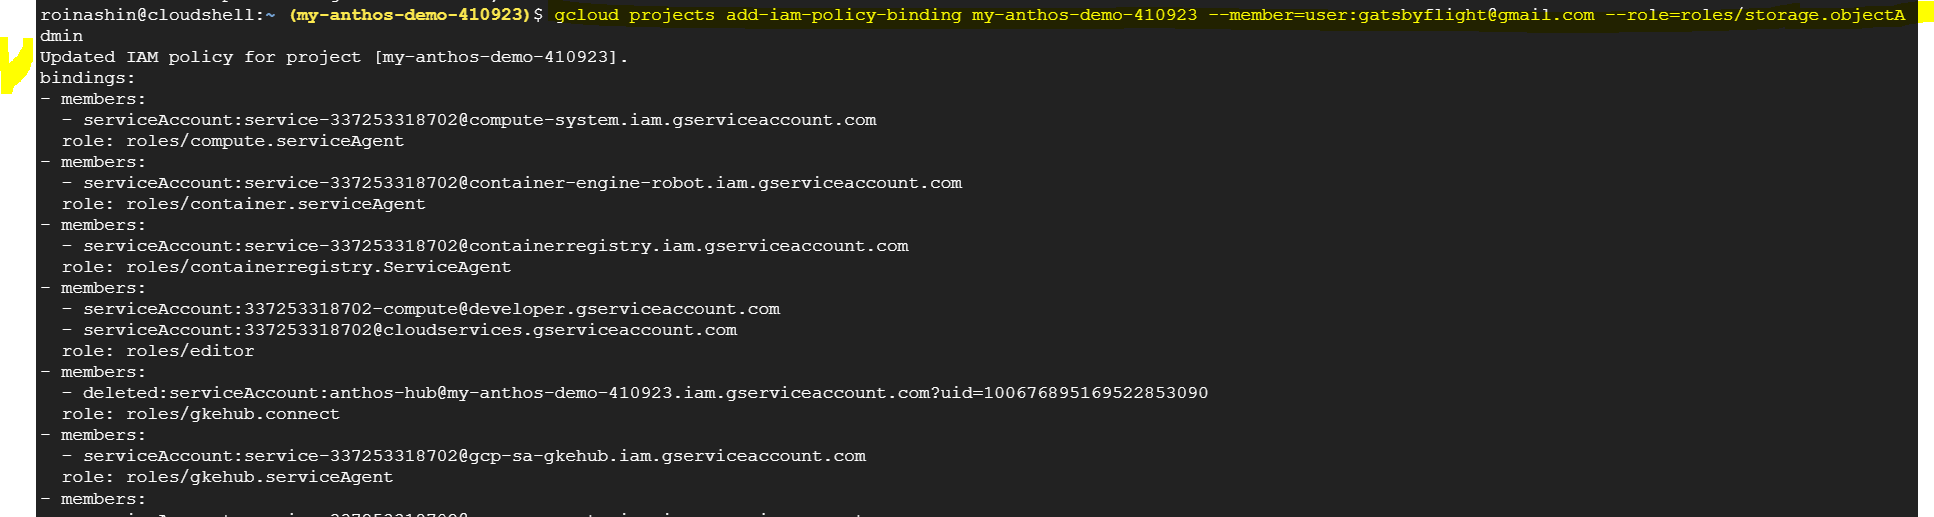 roinashin@cloudshell:~ (my-anthos-demo-410923)$ gcloud projects add-iam-policy-binding my-anthos-demo-410923 --member=user:gatsbyflight@gmail.com --role=roles/storage.objectA
dmin
Updated IAM policy for project [my-anthos-demo-410923].
bindings:
- members:
  - serviceAccount:service-337253318702@compute-system.iam.gserviceaccount.com
  role: roles/compute.serviceAgent
- members:
  - serviceAccount:service-337253318702@container-engine-robot.iam.gserviceaccount.com
  role: roles/container.serviceAgent
- members:
  - serviceAccount:service-337253318702@containerregistry.iam.gserviceaccount.com
  role: roles/containerregistry.ServiceAgent
- members:
  - serviceAccount:337253318702-compute@developer.gserviceaccount.com
  - serviceAccount:337253318702@cloudservices.gserviceaccount.com
  role: roles/editor
- members:
  - deleted:serviceAccount:anthos-hub@my-anthos-demo-410923.iam.gserviceaccount.com?uid=100676895169522853090
  role: roles/gkehub.connect
- members:
  - serviceAccount:service-337253318702@gcp-sa-gkehub.iam.gserviceaccount.com
  role: roles/gkehub.serviceAgent
- members: